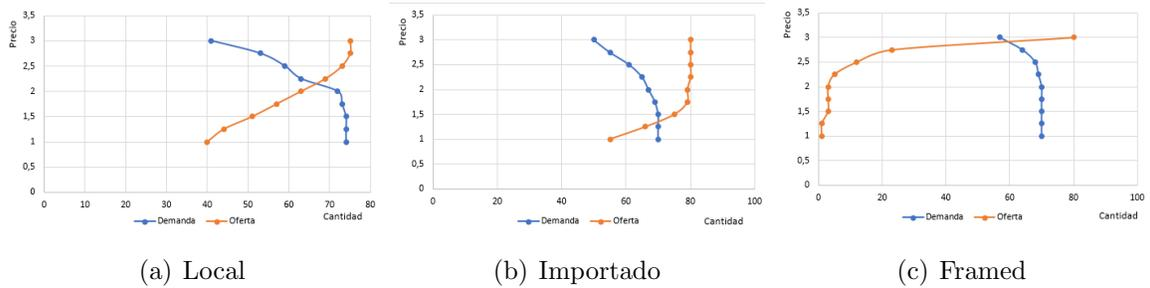 Precio
3,5
3
2,5
2
1,5
1
0,5
0
0 10 20 30 40 50 60 70 80
Cantidad
Demanda Oferta
(a) Local
Precio
3,5
3
2,5
2
1,5
1
0,5
0
0 20 40 60 80 100
Demanda Oferta Cantidad
(b) Importado
Precio
3,5
3
2,5
2
1,5
1
0,5
0
0 20 40 60 80 100
Demanda Oferta Cantidad
(c) Framed